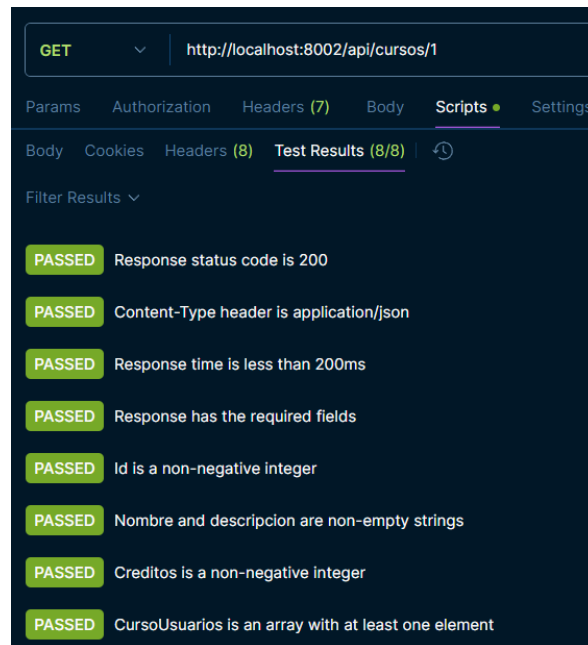 GET http://localhost:8002/api/cursos/1
Params Authorization Headers (7) Body Scripts Settings
Body Cookies Headers (8) Test Results (8/8)
Filter Results
PASSED Response status code is 200
PASSED Content-Type header is application/json
PASSED Response time is less than 200ms
PASSED Response has the required fields
PASSED Id is a non-negative integer
PASSED Nombre and descripcion are non-empty strings
PASSED Creditos is a non-negative integer
PASSED CursoUsuarios is an array with at least one element